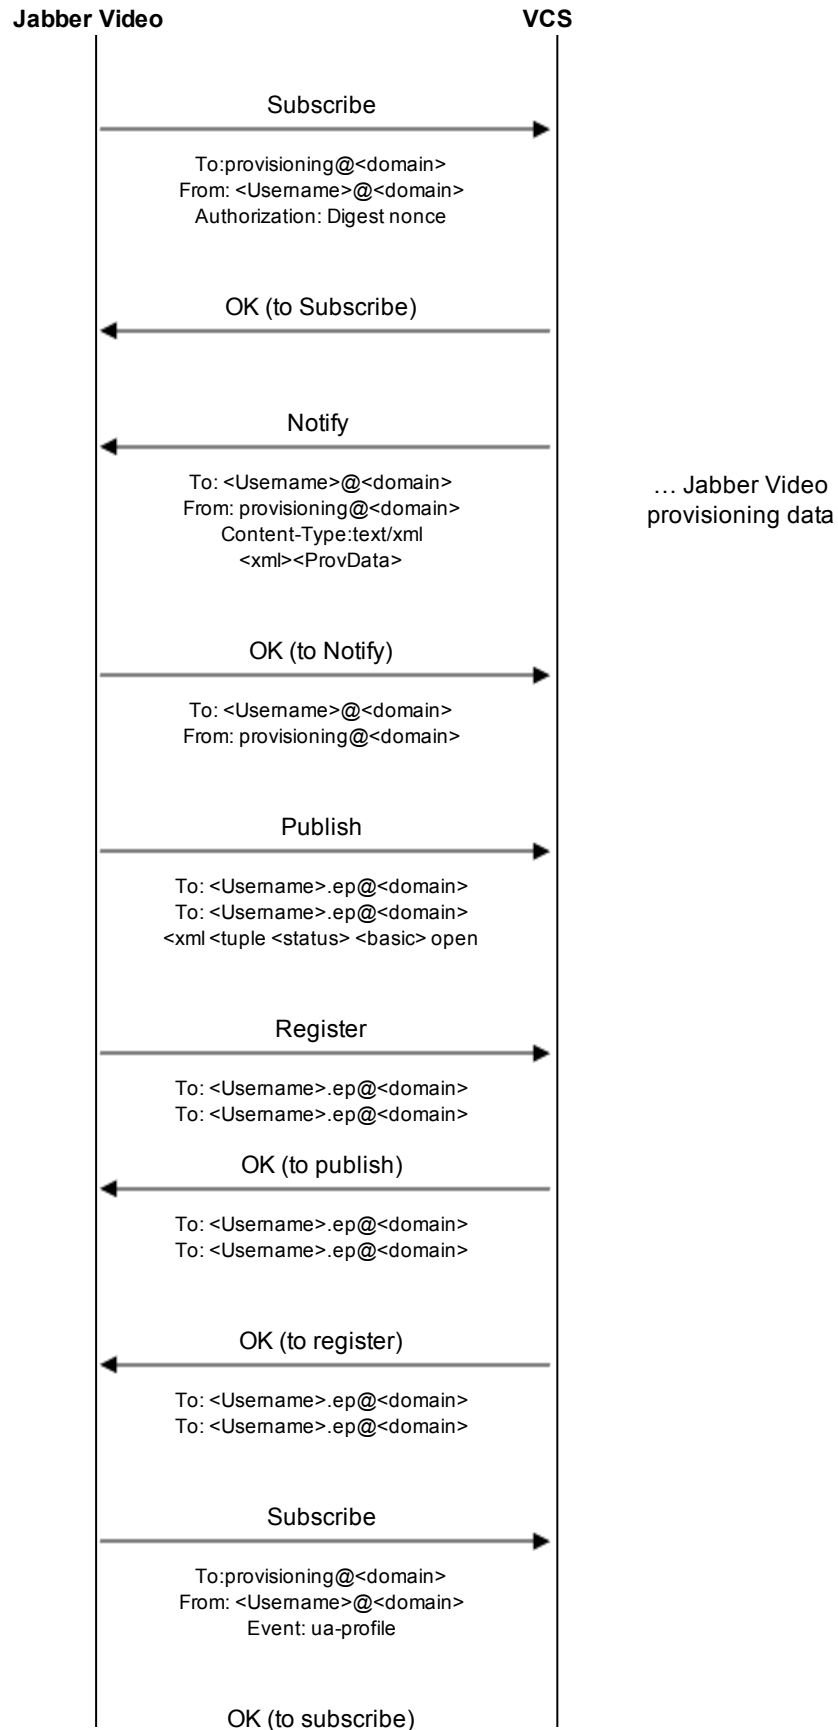 Jabber Video
VCS
Subscribe
To:provisioning@<domain>
From: <Username>@<domain>
Authorization: Digest nonce
OK (to Subscribe)
Notify
To: <Username>@<domain>
From: provisioning@<domain>
Content-Type:text/xml
<xml><ProvData>
… Jabber Video
provisioning data
OK (to Notify)
To: <Username>@<domain>
From: provisioning@<domain>
Publish
To: <Username>.ep@<domain>
To: <Username>.ep@<domain>
<xml <tuple <status> <basic> open
Register
To: <Username>.ep@<domain>
To: <Username>.ep@<domain>
OK (to publish)
To: <Username>.ep@<domain>
To: <Username>.ep@<domain>
OK (to register)
To: <Username>.ep@<domain>
To: <Username>.ep@<domain>
Subscribe
To:provisioning@<domain>
From: <Username>@<domain>
Event: ua-profile
OK (to subscribe)